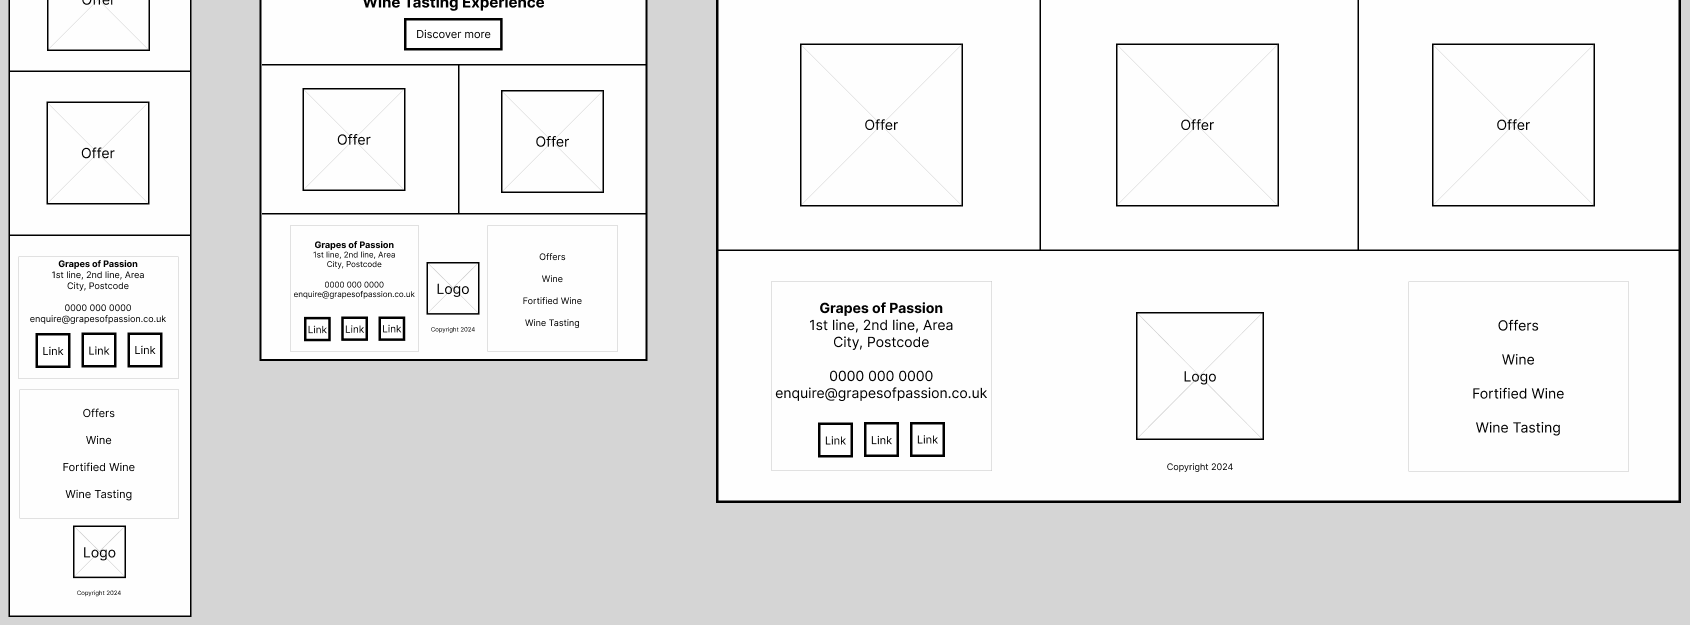 Offer
Offer
Grapes of Passion
1st line, 2nd line, Area
City, Postcode
0000 000 0000
enquire@grapesofpassion.co.uk
Link Link Link
Offers
Wine
Fortified Wine
Wine Tasting
Logo
Copyright 2024
Wine Tasting Experience
Discover more
Offer Offer
Grapes of Passion
1st line, 2nd line, Area
City, Postcode
0000 000 0000
enquire@grapesofpassion.co.uk
Link Link Link
Logo
Copyright 2024
Offers
Wine
Fortified Wine
Wine Tasting
Offer Offer Offer
Grapes of Passion
1st line, 2nd line, Area
City, Postcode
0000 000 0000
enquire@grapesofpassion.co.uk
Link Link Link
Logo
Copyright 2024
Offers
Wine
Fortified Wine
Wine Tasting